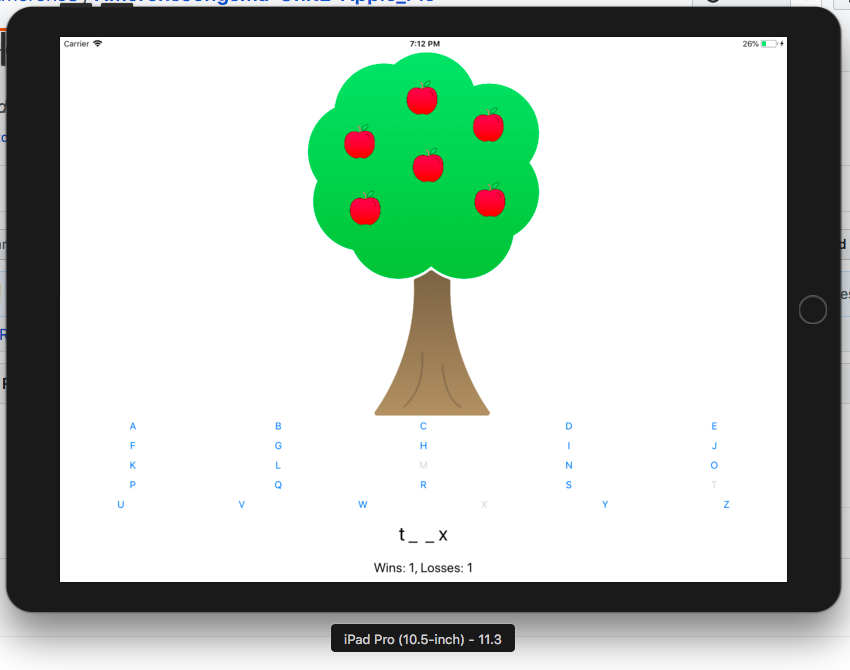 Carrier 7:12 PM 26%
A B C D E
F G H I J
K L M N O
P Q R S T
U V W X Y Z
t _ _ x
Wins: 1, Losses: 1
iPad Pro (10.5-inch) - 11.3